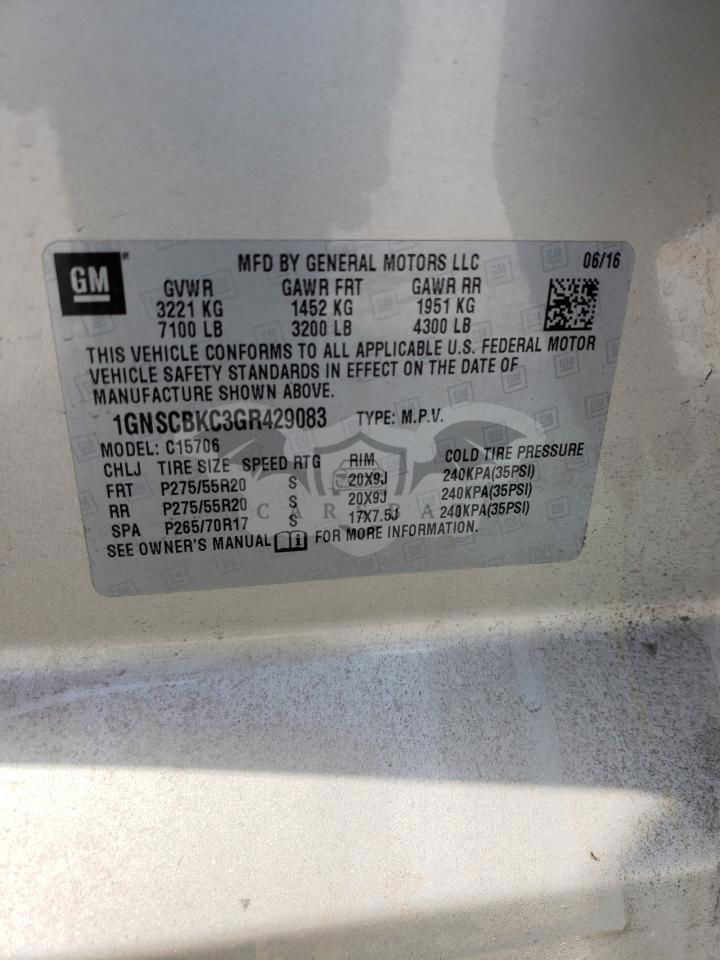 GM
MFD BY GENERAL MOTORS LLC 06/16
GVWR GAWR FRT GAWR RR
3221 KG 1452 KG 1951 KG
7100 LB 3200 LB 4300 LB
THIS VEHICLE CONFORMS TO ALL APPLICABLE U.S. FEDERAL MOTOR
VEHICLE SAFETY STANDARDS IN EFFECT ON THE DATE OF
MANUFACTURE SHOWN ABOVE.
1GNSCBKC3GR429083 TYPE: M.P.V.
MODEL: C15706
CHLJ TIRE SIZE SPEED RTG RIM COLD TIRE PRESSURE
FRT P275/55R20 S 20X9J 240KPA(35PSI)
RR P275/55R20 S 20X9J 240KPA(35PSI)
SPA P265/70R17 S 17X7.5J 240KPA(35PSI)
SEE OWNER'S MANUAL FOR MORE INFORMATION.